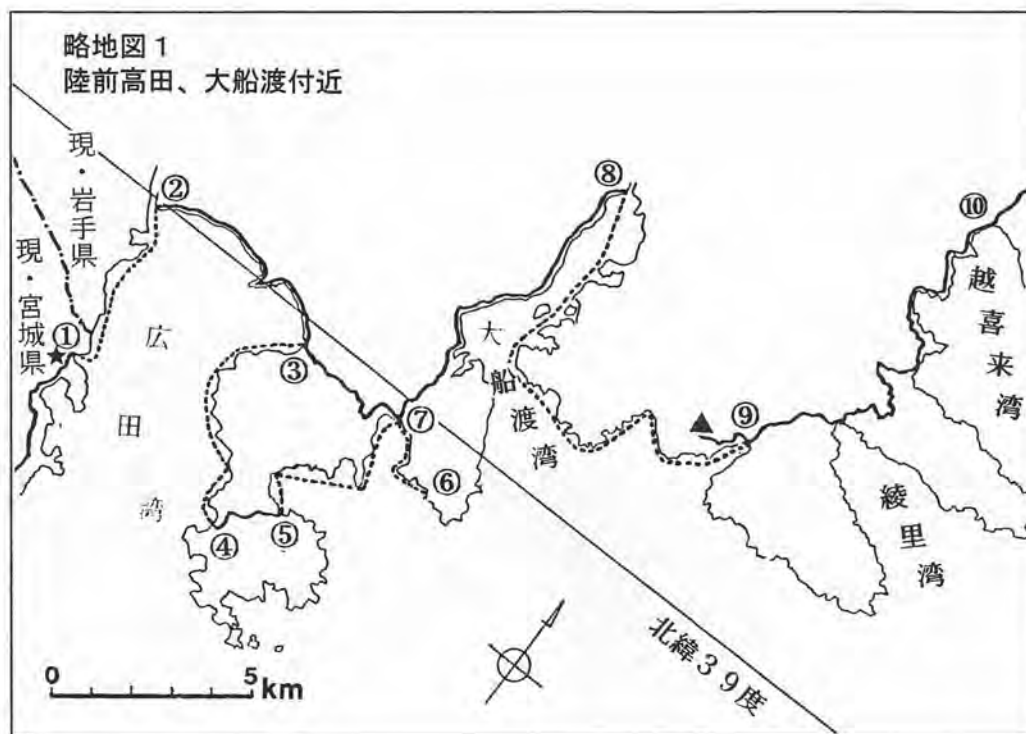 略地図1
陸前高田、大船渡付近
現・岩手県
現・宮城県
①
②
③
④
⑤
⑥
⑦
⑧
⑨
⑩
広田湾
大船渡湾
綾里湾
越喜来湾
北緯39度
0 5 km